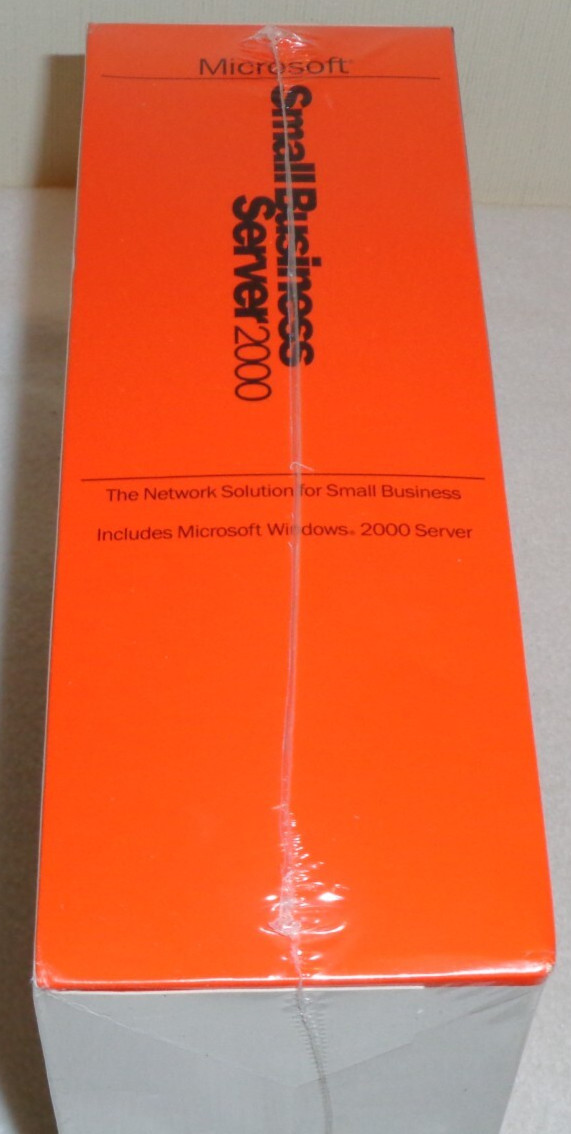 Microsoft®
Small Business
Server 2000
The Network Solution for Small Business
Includes Microsoft Windows® 2000 Server